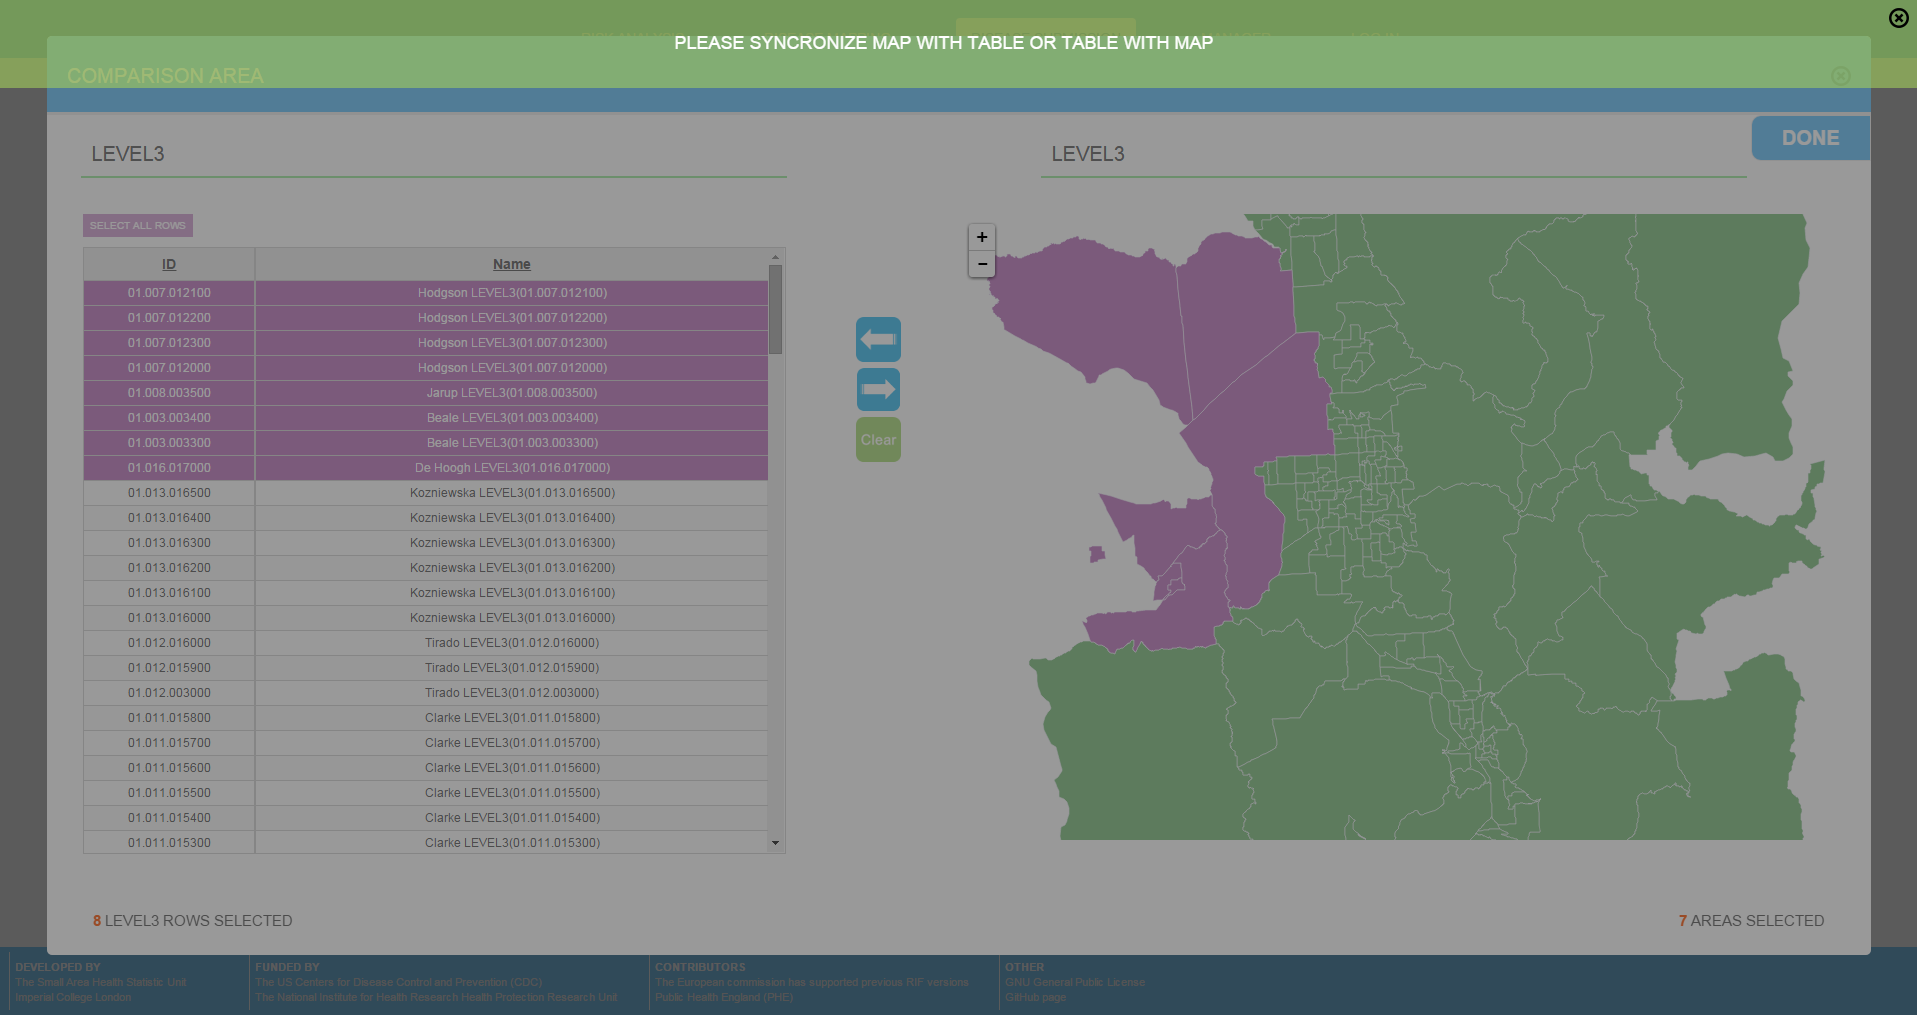 PLEASE SYNCRONIZE MAP WITH TABLE OR TABLE WITH MAP
COMPARISON AREA
DONE
LEVEL3
LEVEL3
SELECT ALL ROWS
ID Name
01.007.012100 Hodgson LEVEL3(01.007.012100)
01.007.012200 Hodgson LEVEL3(01.007.012200)
01.007.012300 Hodgson LEVEL3(01.007.012300)
01.007.012000 Hodgson LEVEL3(01.007.012000)
01.008.003500 Jarup LEVEL3(01.008.003500)
01.003.003400 Beale LEVEL3(01.003.003400)
01.003.003300 Beale LEVEL3(01.003.003300)
01.016.017000 De Hoogh LEVEL3(01.016.017000)
01.013.016500 Kozniewska LEVEL3(01.013.016500)
01.013.016400 Kozniewska LEVEL3(01.013.016400)
01.013.016300 Kozniewska LEVEL3(01.013.016300)
01.013.016200 Kozniewska LEVEL3(01.013.016200)
01.013.016100 Kozniewska LEVEL3(01.013.016100)
01.013.016000 Kozniewska LEVEL3(01.013.016000)
01.012.016000 Tirado LEVEL3(01.012.016000)
01.012.015900 Tirado LEVEL3(01.012.015900)
01.012.003000 Tirado LEVEL3(01.012.003000)
01.011.015800 Clarke LEVEL3(01.011.015800)
01.011.015700 Clarke LEVEL3(01.011.015700)
01.011.015600 Clarke LEVEL3(01.011.015600)
01.011.015500 Clarke LEVEL3(01.011.015500)
01.011.015400 Clarke LEVEL3(01.011.015400)
01.011.015300 Clarke LEVEL3(01.011.015300)
Clear
+
−
8 LEVEL3 ROWS SELECTED
7 AREAS SELECTED
DEVELOPED BY
The Small Area Health Statistic Unit
Imperial College London
FUNDED BY
The US Centers for Disease Control and Prevention (CDC)
The National Institute for Health Research Health Protection Research Unit
CONTRIBUTORS
The European commission has supported previous RIF versions
Public Health England (PHE)
OTHER
GNU General Public License
GitHub page